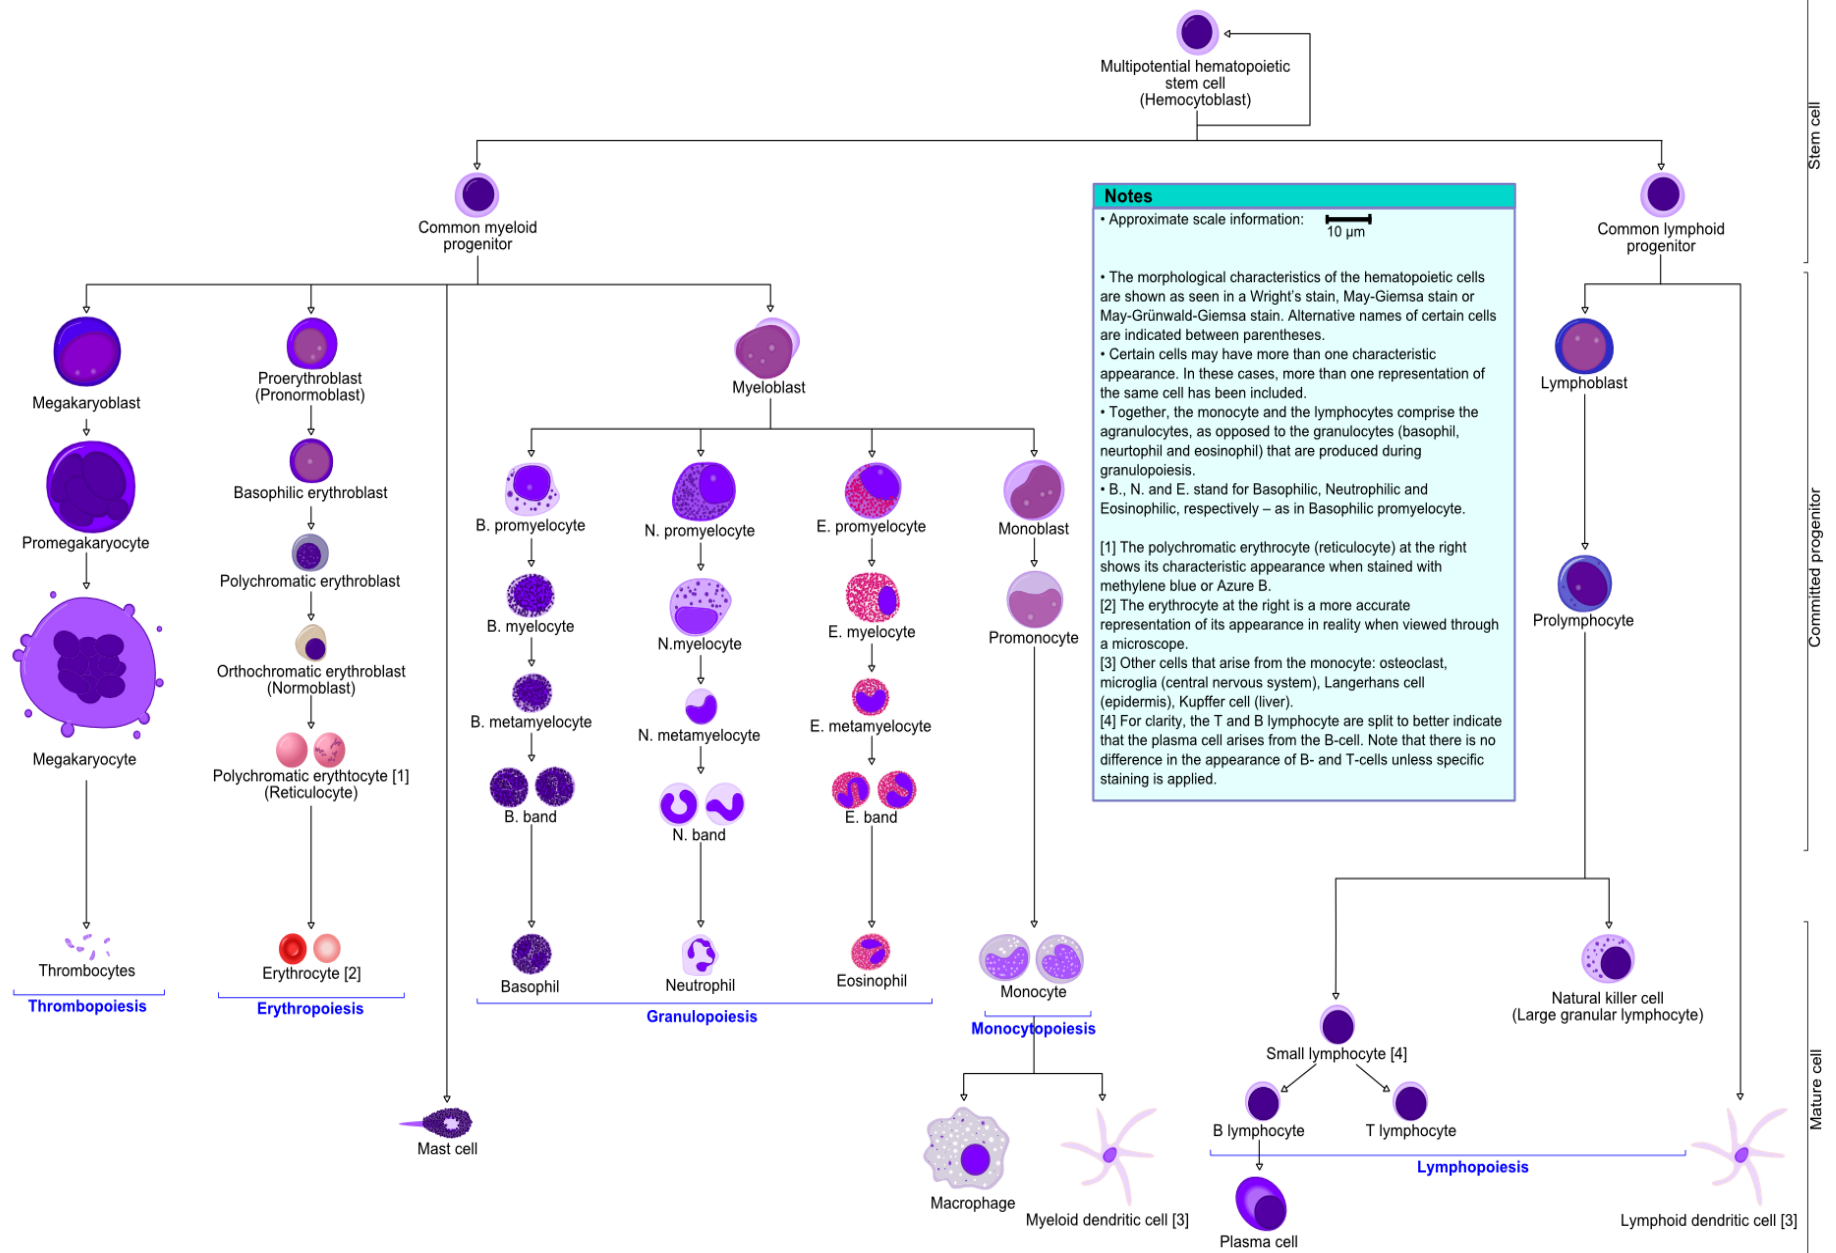 Multipotential hematopoietic
stem cell
(Hemocytoblast)
Stem cell
Common myeloid
progenitor
Common lymphoid
progenitor
Notes
• Approximate scale information:
10 µm
• The morphological characteristics of the hematopoietic cells
are shown as seen in a Wright's stain, May-Giemsa stain or
May-Grünwald-Giemsa stain. Alternative names of certain cells
are indicated between parentheses.
• Certain cells may have more than one characteristic
appearance. In these cases, more than one representation of
the same cell has been included.
• Together, the monocyte and the lymphocytes comprise the
agranulocytes, as opposed to the granulocytes (basophil,
neurtophil and eosinophil) that are produced during
granulopoiesis.
• B., N. and E. stand for Basophilic, Neutrophilic and
Eosinophilic, respectively – as in Basophilic promyelocyte.
[1] The polychromatic erythrocyte (reticulocyte) at the right
shows its characteristic appearance when stained with
methylene blue or Azure B.
[2] The erythrocyte at the right is a more accurate
representation of its appearance in reality when viewed through
a microscope.
[3] Other cells that arise from the monocyte: osteoclast,
microglia (central nervous system), Langerhans cell
(epidermis), Kupffer cell (liver).
[4] For clarity, the T and B lymphocyte are split to better indicate
that the plasma cell arises from the B-cell. Note that there is no
difference in the appearance of B- and T-cells unless specific
staining is applied.
Committed progenitor
Megakaryoblast
Promegakaryocyte
Megakaryocyte
Thrombocytes
Thrombopoiesis
Proerythroblast
(Pronormoblast)
Basophilic erythroblast
Polychromatic erythroblast
Orthochromatic erythroblast
(Normoblast)
Polychromatic erythtocyte [1]
(Reticulocyte)
Erythrocyte [2]
Erythropoiesis
Mast cell
Myeloblast
B. promyelocyte
B. myelocyte
B. metamyelocyte
B. band
Basophil
N. promyelocyte
N.myelocyte
N. metamyelocyte
N. band
Neutrophil
E. promyelocyte
E. myelocyte
E. metamyelocyte
E. band
Eosinophil
Granulopoiesis
Monoblast
Promonocyte
Monocyte
Monocytopoiesis
Macrophage
Myeloid dendritic cell [3]
Lymphoblast
Prolymphocyte
Natural killer cell
(Large granular lymphocyte)
Small lymphocyte [4]
B lymphocyte
T lymphocyte
Lymphopoiesis
Plasma cell
Lymphoid dendritic cell [3]
Mature cell